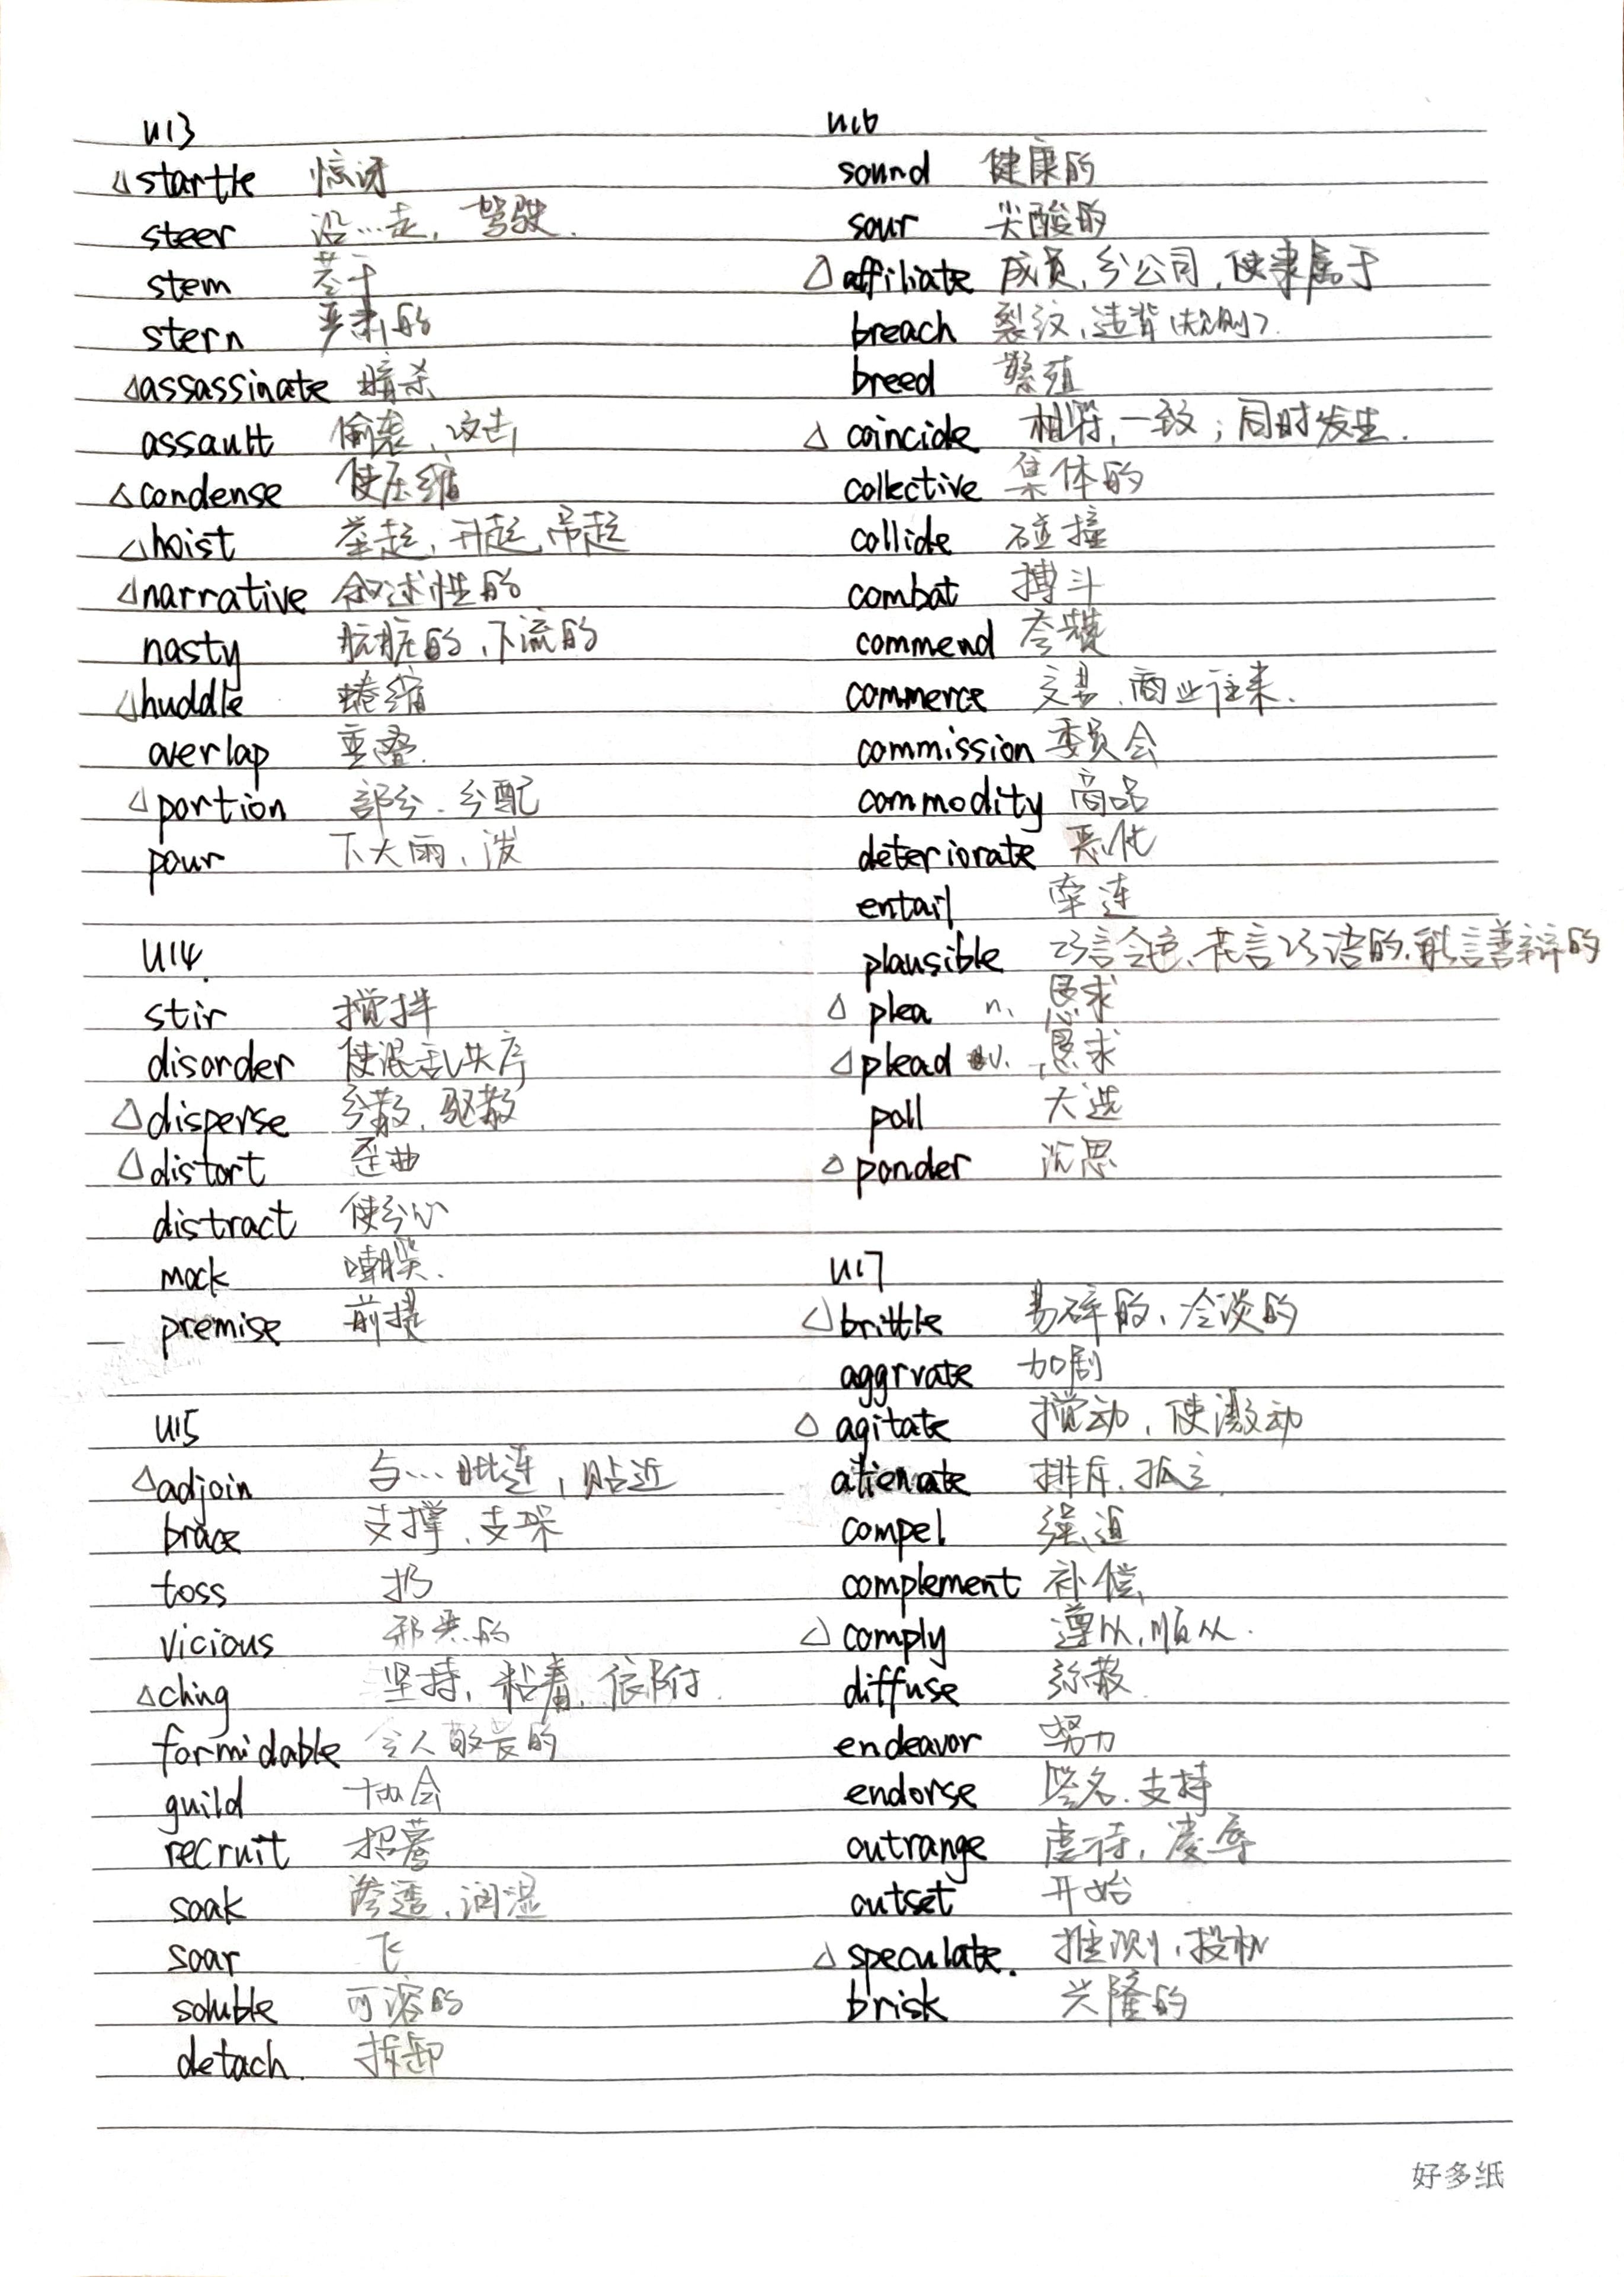 U13
△startle 惊讶
steer 沿…走, 驾驶.
stem 茎干
stern 严肃的
△assassinate 暗杀
assault 偷袭、攻击
△condense 使压缩
△hoist 举起, 升起、吊起
△narrative 叙述性的
nasty 肮脏的、下流的
△huddle 蜷缩
overlap 重叠.
△portion 部分. 分配
pour 下大雨、泼
U14.
stir 搅拌
disorder 使混乱失序
△disperse 分散, 驱散
△distort 歪曲
distract 使分心
mock 嘲笑.
premise 前提
U15
△adjoin 与…毗连, 贴近
brace 支撑、支架
toss 扔
vicious 邪恶的
△ching 坚持, 粘着, 依附
formidable 令人敬畏的
guild 协会
recruit 招募
soak 渗透、润湿
soar 飞
soluble 可溶的
detach. 拆卸
U16
sound 健康的
sour 尖酸的
△affiliate 成员, 分公司, 使隶属于
breach 裂纹、违背(规则).
breed 繁殖
△coincide 相符, 一致; 同时发生.
collective 集体的
collide 碰撞
combat 搏斗
commend 夸赞
commerce 交易、商业往来.
commission 委员会
commodity 商品
deteriorate 恶化
entail 牵连
plausible 巧言令色、花言巧语的、能言善辩的
△plea n. 恳求
△plead v. 恳求
poll 大选
△ponder 沉思
U17
△brittle 易碎的、冷淡的
aggrvate 加剧
△agitate 搅动, 使激动
alienate 排斥. 孤立
compel 强迫
complement 补偿
△comply 遵从, 顺从.
diffuse 弥散
endeavor 努力
endorse 签名. 支持
outrange 虐待, 凌辱
outset 开始
△speculate. 推测、投机
brisk 兴隆的
好多纸